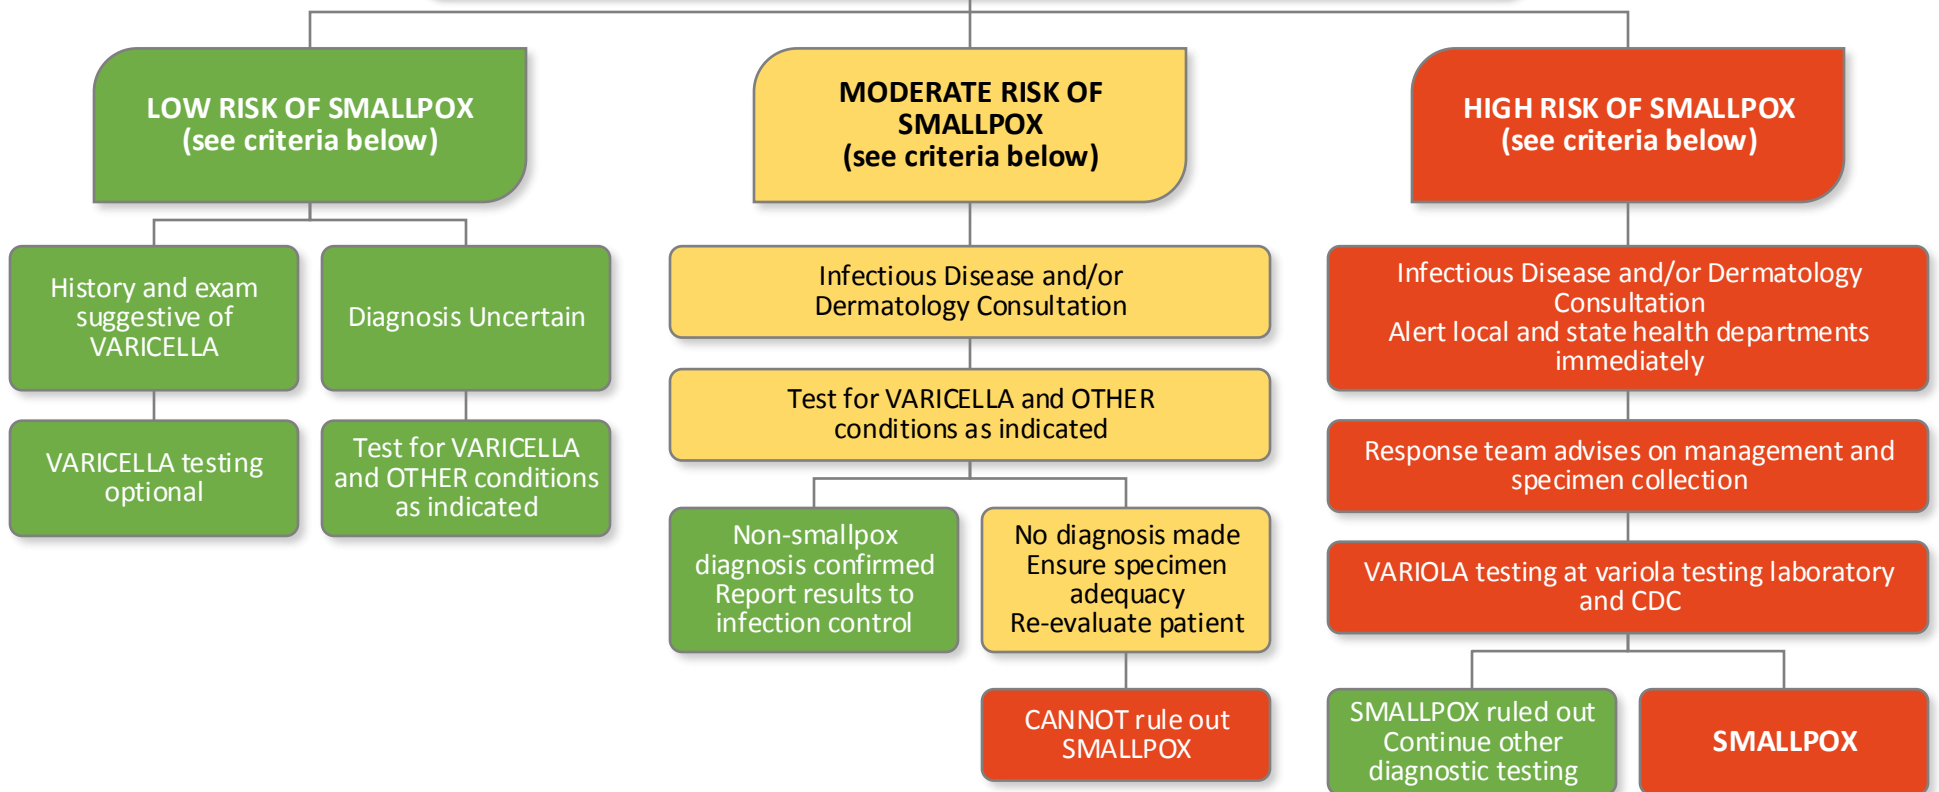 LOW RISK OF SMALLPOX
(see criteria below)
MODERATE RISK OF
SMALLPOX
(see criteria below)
HIGH RISK OF SMALLPOX
(see criteria below)
History and exam
suggestive of
VARICELLA
Diagnosis Uncertain
VARICELLA testing
optional
Test for VARICELLA
and OTHER conditions
as indicated
Infectious Disease and/or
Dermatology Consultation
Test for VARICELLA and OTHER
conditions as indicated
Non-smallpox
diagnosis confirmed
Report results to
infection control
No diagnosis made
Ensure specimen
adequacy
Re-evaluate patient
CANNOT rule out
SMALLPOX
Infectious Disease and/or Dermatology
Consultation
Alert local and state health departments
immediately
Response team advises on management and
specimen collection
VARIOLA testing at variola testing laboratory
and CDC
SMALLPOX ruled out
Continue other
diagnostic testing
SMALLPOX